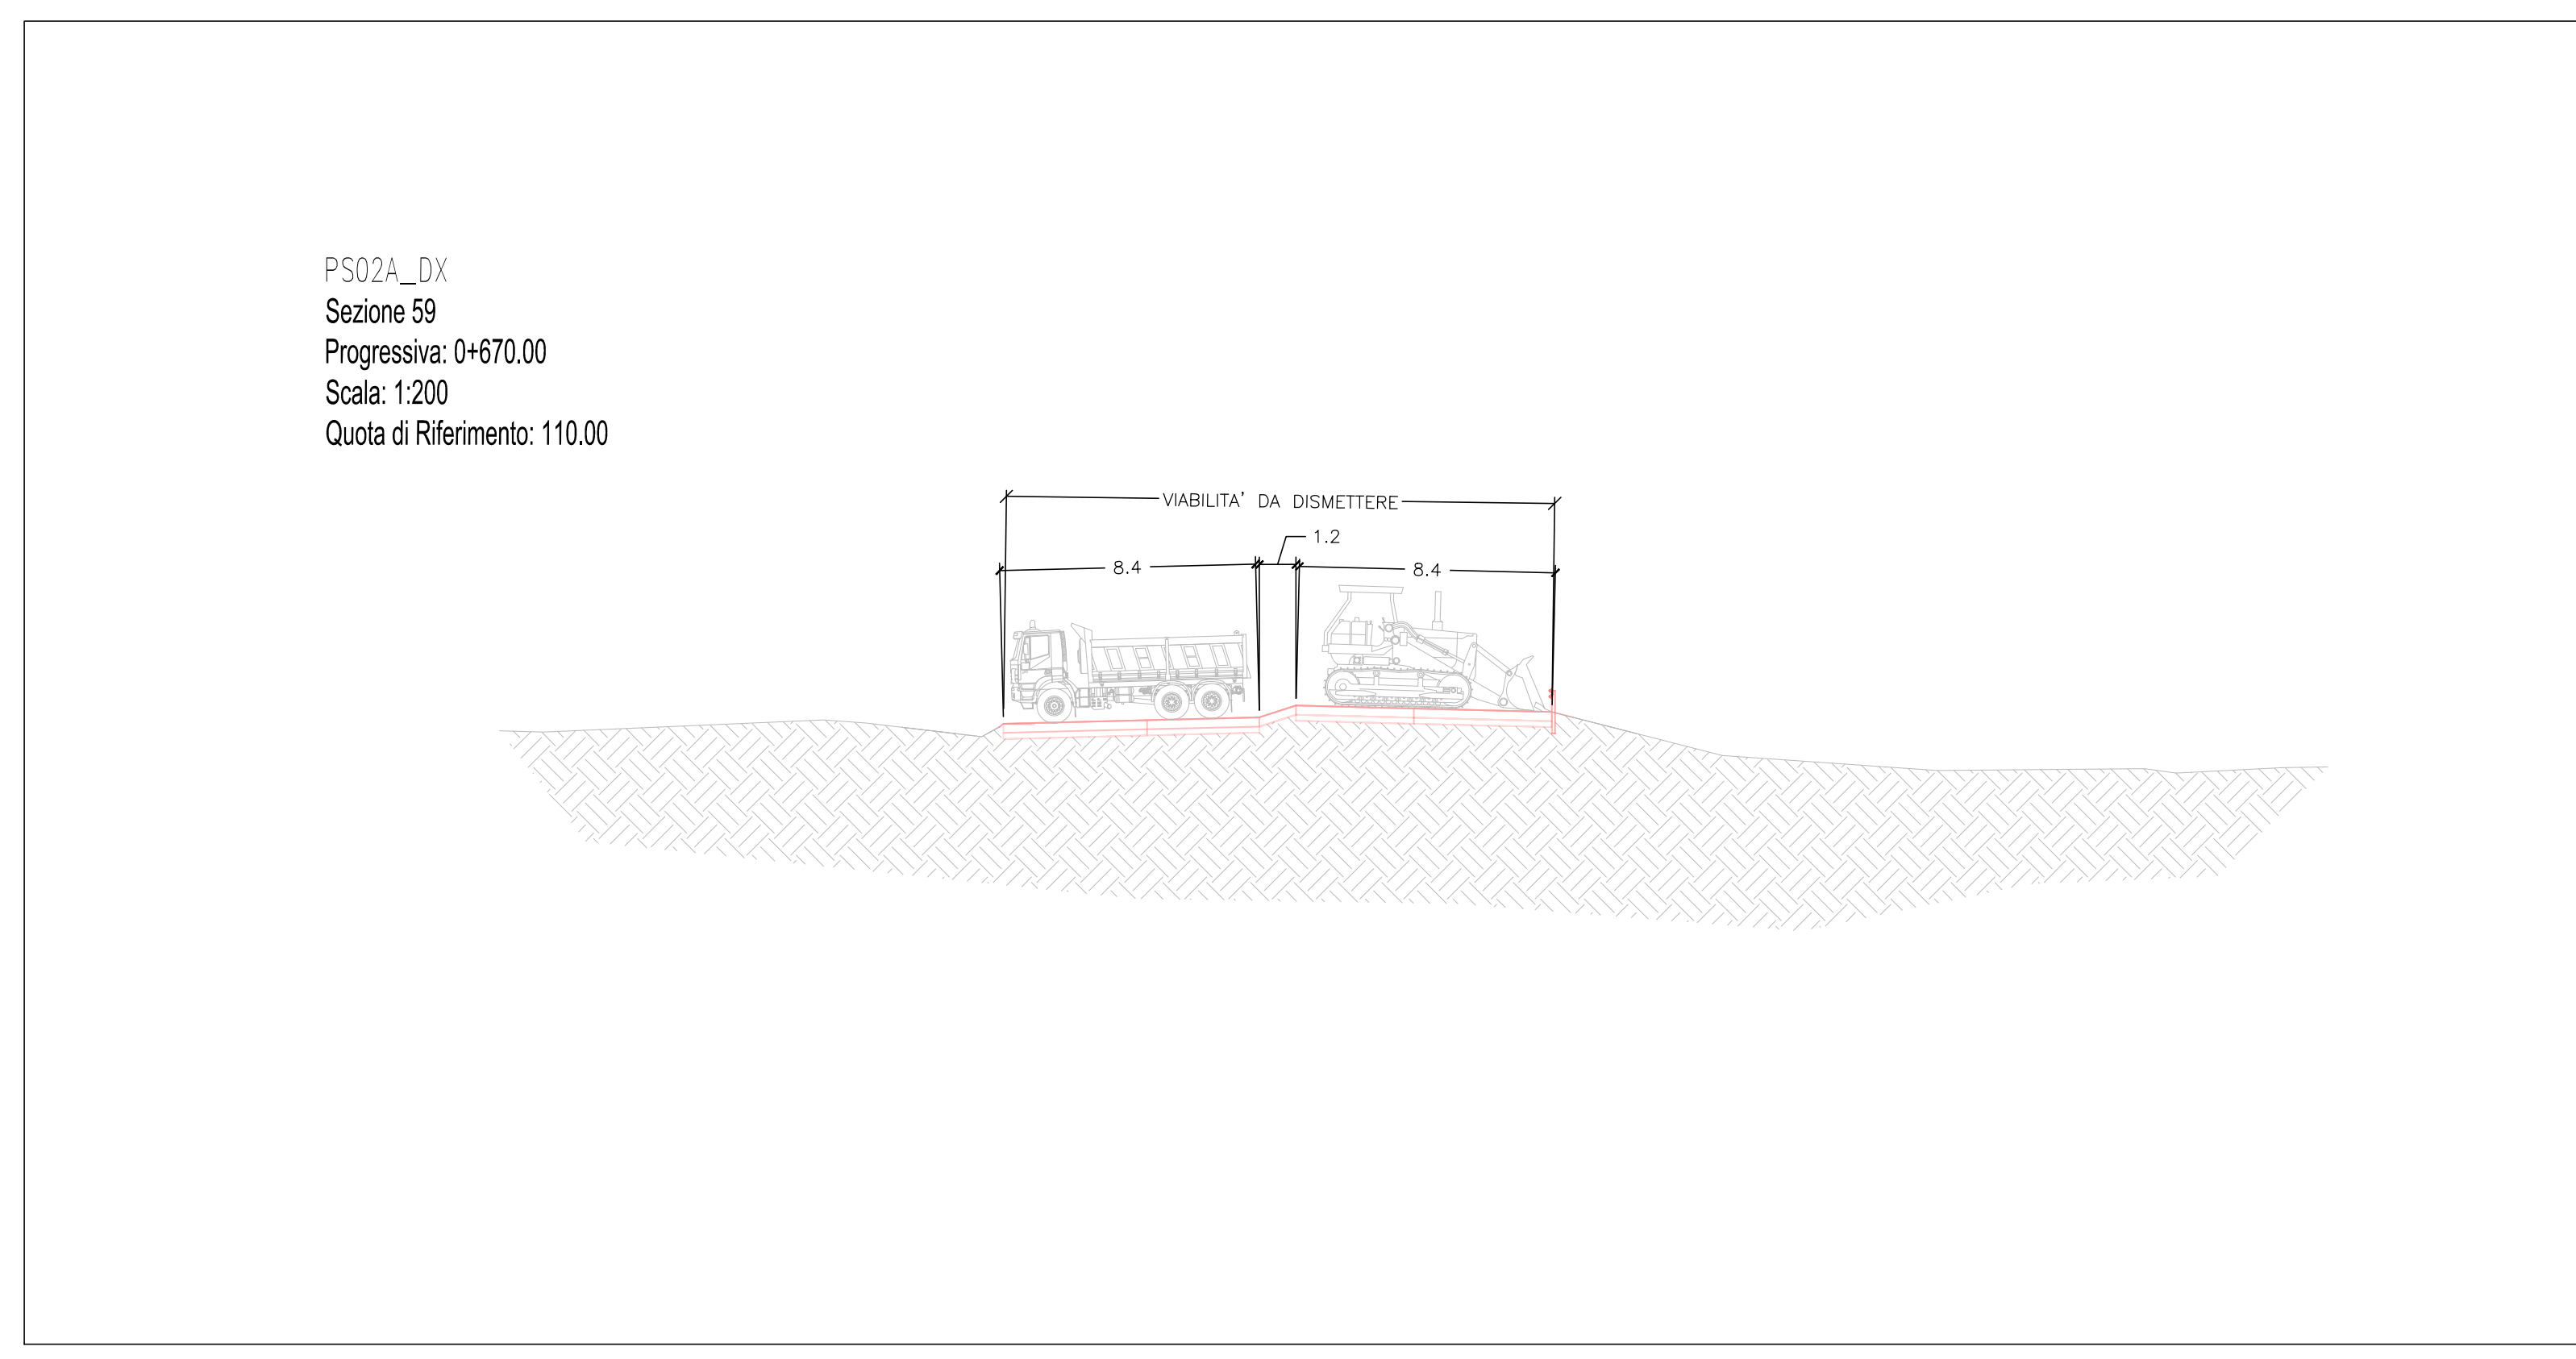 PS02A_DX
Sezione 59
Progressiva: 0+670.00
Scala: 1:200
Quota di Riferimento: 110.00
VIABILITA' DA DISMETTERE
1.2
8.4
8.4